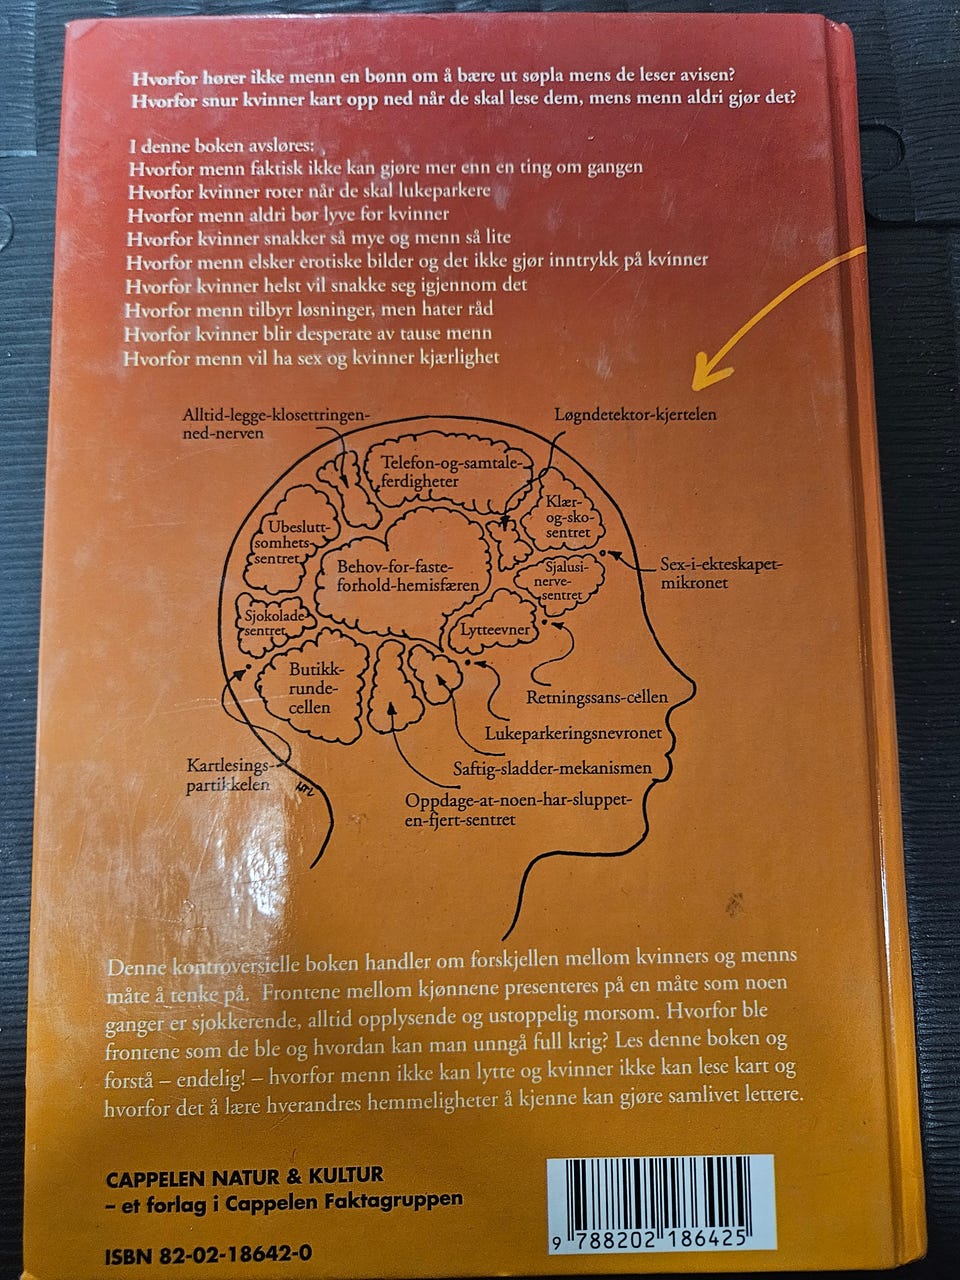 Hvorfor hører ikke menn en bønn om å bære ut søpla mens de leser avisen?
Hvorfor snur kvinner kart opp ned når de skal lese dem, mens menn aldri gjør det?
I denne boken avsløres:
Hvorfor menn faktisk ikke kan gjøre mer enn en ting om gangen
Hvorfor kvinner roter når de skal lukeparkere
Hvorfor menn aldri bør lyve for kvinner
Hvorfor kvinner snakker så mye og menn så lite
Hvorfor menn elsker erotiske bilder og det ikke gjør inntrykk på kvinner
Hvorfor kvinner helst vil snakke seg igjennom det
Hvorfor menn tilbyr løsninger, men hater råd
Hvorfor kvinner blir desperate av tause menn
Hvorfor menn vil ha sex og kvinner kjærlighet
Alltid-legge-klosettringen-
ned-nerven
Løgndetektor-kjertelen
Telefon-og-samtale-
ferdigheter
Klær-
og-sko-
sentret
Ubeslutt-
somhets-
sentret
Behov-for-faste-
forhold-hemisfæren
Sjalusi-
nerve-
sentret
Sex-i-ekteskapet-
mikronet
Sjokolade-
sentret
Lytteevner
Butikk-
runde-
cellen
Retningssans-cellen
Lukeparkeringsnevronet
Kartlesings-
partikkelen
Saftig-sladder-mekanismen
Oppdage-at-noen-har-sluppet-
en-fjert-sentret
Denne kontroversielle boken handler om forskjellen mellom kvinners og menns
måte å tenke på. Frontene mellom kjønnene presenteres på en måte som noen
ganger er sjokkerende, alltid opplysende og ustoppelig morsom. Hvorfor ble
frontene som de ble og hvordan kan man unngå full krig? Les denne boken og
forstå – endelig! – hvorfor menn ikke kan lytte og kvinner ikke kan lese kart og
hvorfor det å lære hverandres hemmeligheter å kjenne kan gjøre samlivet lettere.
CAPPELEN NATUR & KULTUR
– et forlag i Cappelen Faktagruppen
ISBN 82-02-18642-0
9 788202 186425